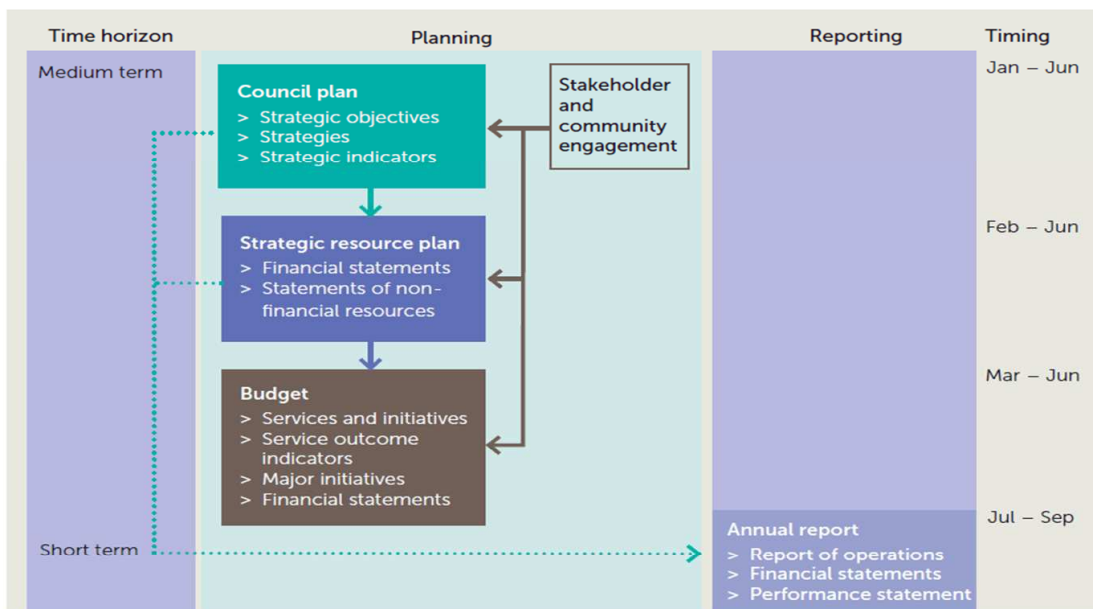 Time horizon
Planning
Reporting
Timing
Medium term
Jan – Jun
Council plan
> Strategic objectives
> Strategies
> Strategic indicators
Stakeholder
and
community
engagement
Feb – Jun
Strategic resource plan
> Financial statements
> Statements of non-
financial resources
Mar – Jun
Budget
> Services and initiatives
> Service outcome
indicators
> Major initiatives
> Financial statements
Jul – Sep
Short term
Annual report
> Report of operations
> Financial statements
> Performance statement